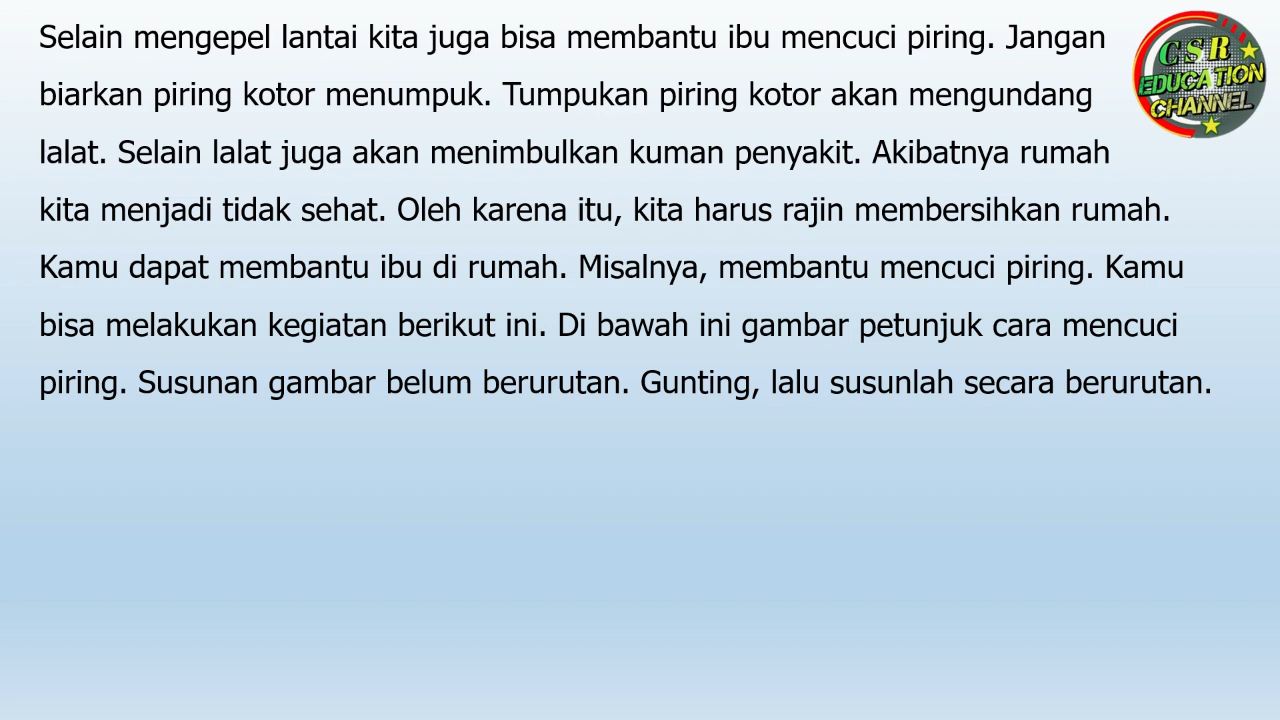 Selain mengepel lantai kita juga bisa membantu ibu mencuci piring. Jangan
biarkan piring kotor menumpuk. Tumpukan piring kotor akan mengundang
lalat. Selain lalat juga akan menimbulkan kuman penyakit. Akibatnya rumah
kita menjadi tidak sehat. Oleh karena itu, kita harus rajin membersihkan rumah.
Kamu dapat membantu ibu di rumah. Misalnya, membantu mencuci piring. Kamu
bisa melakukan kegiatan berikut ini. Di bawah ini gambar petunjuk cara mencuci
piring. Susunan gambar belum berurutan. Gunting, lalu susunlah secara berurutan.
CSR
EDUCATION
CHANNEL